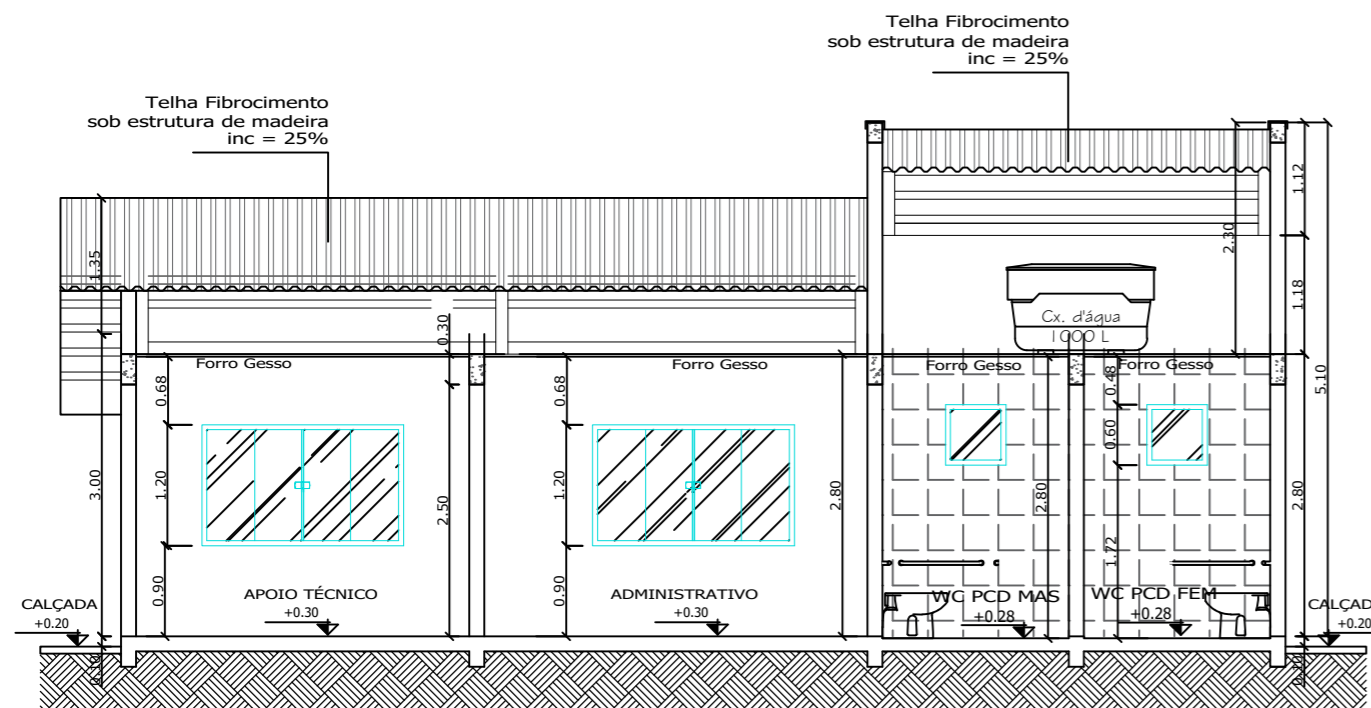 Telha Fibrocimento
sob estrutura de madeira
inc = 25%
Telha Fibrocimento
sob estrutura de madeira
inc = 25%
1.12
2.30
1.35
1.18
0.30
Cx. d'água
1000 L
Forro Gesso
Forro Gesso
Forro Gesso
Forro Gesso
0.68
0.68
0.48
5.10
0.60
3.00
1.20
2.50
1.20
2.80
2.80
2.80
1.72
0.90
0.90
APOIO TÉCNICO
+0.30
ADMINISTRATIVO
+0.30
WC PCD MAS
+0.28
WC PCD FEM
+0.28
CALÇADA
+0.20
CALÇAD
+0.20
0.10
0.10